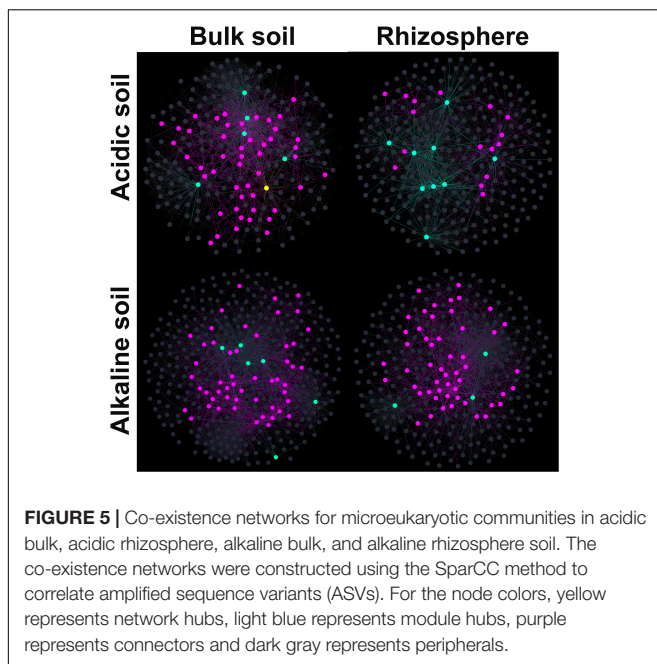 Bulk soil
Rhizosphere
Acidic soil
Alkaline soil
FIGURE 5 | Co-existence networks for microeukaryotic communities in acidic
bulk, acidic rhizosphere, alkaline bulk, and alkaline rhizosphere soil. The
co-existence networks were constructed using the SparCC method to
correlate amplified sequence variants (ASVs). For the node colors, yellow
represents network hubs, light blue represents module hubs, purple
represents connectors and dark gray represents peripherals.